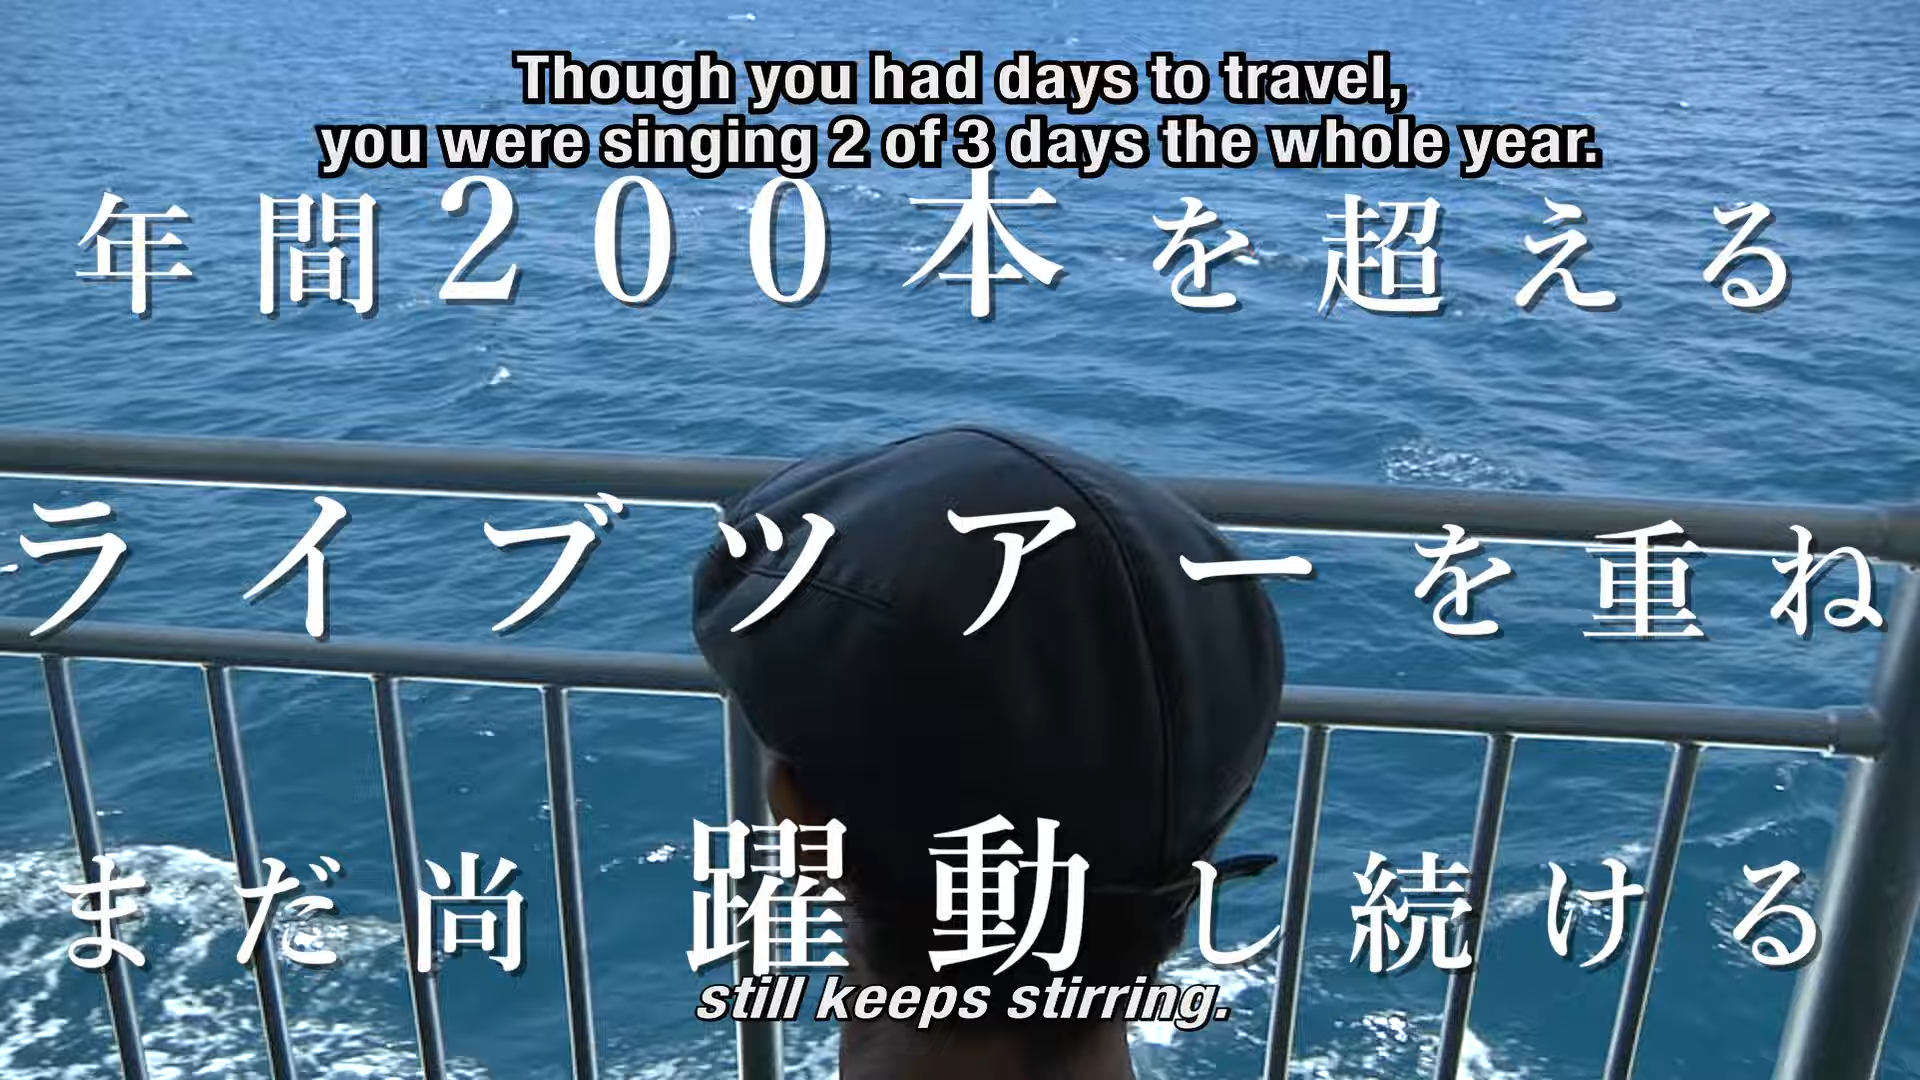 Though you had days to travel,
you were singing 2 of 3 days the whole year.
年間200本を超える
ライブツアーを重ね
まだ尚 躍動し続ける
still keeps stirring.